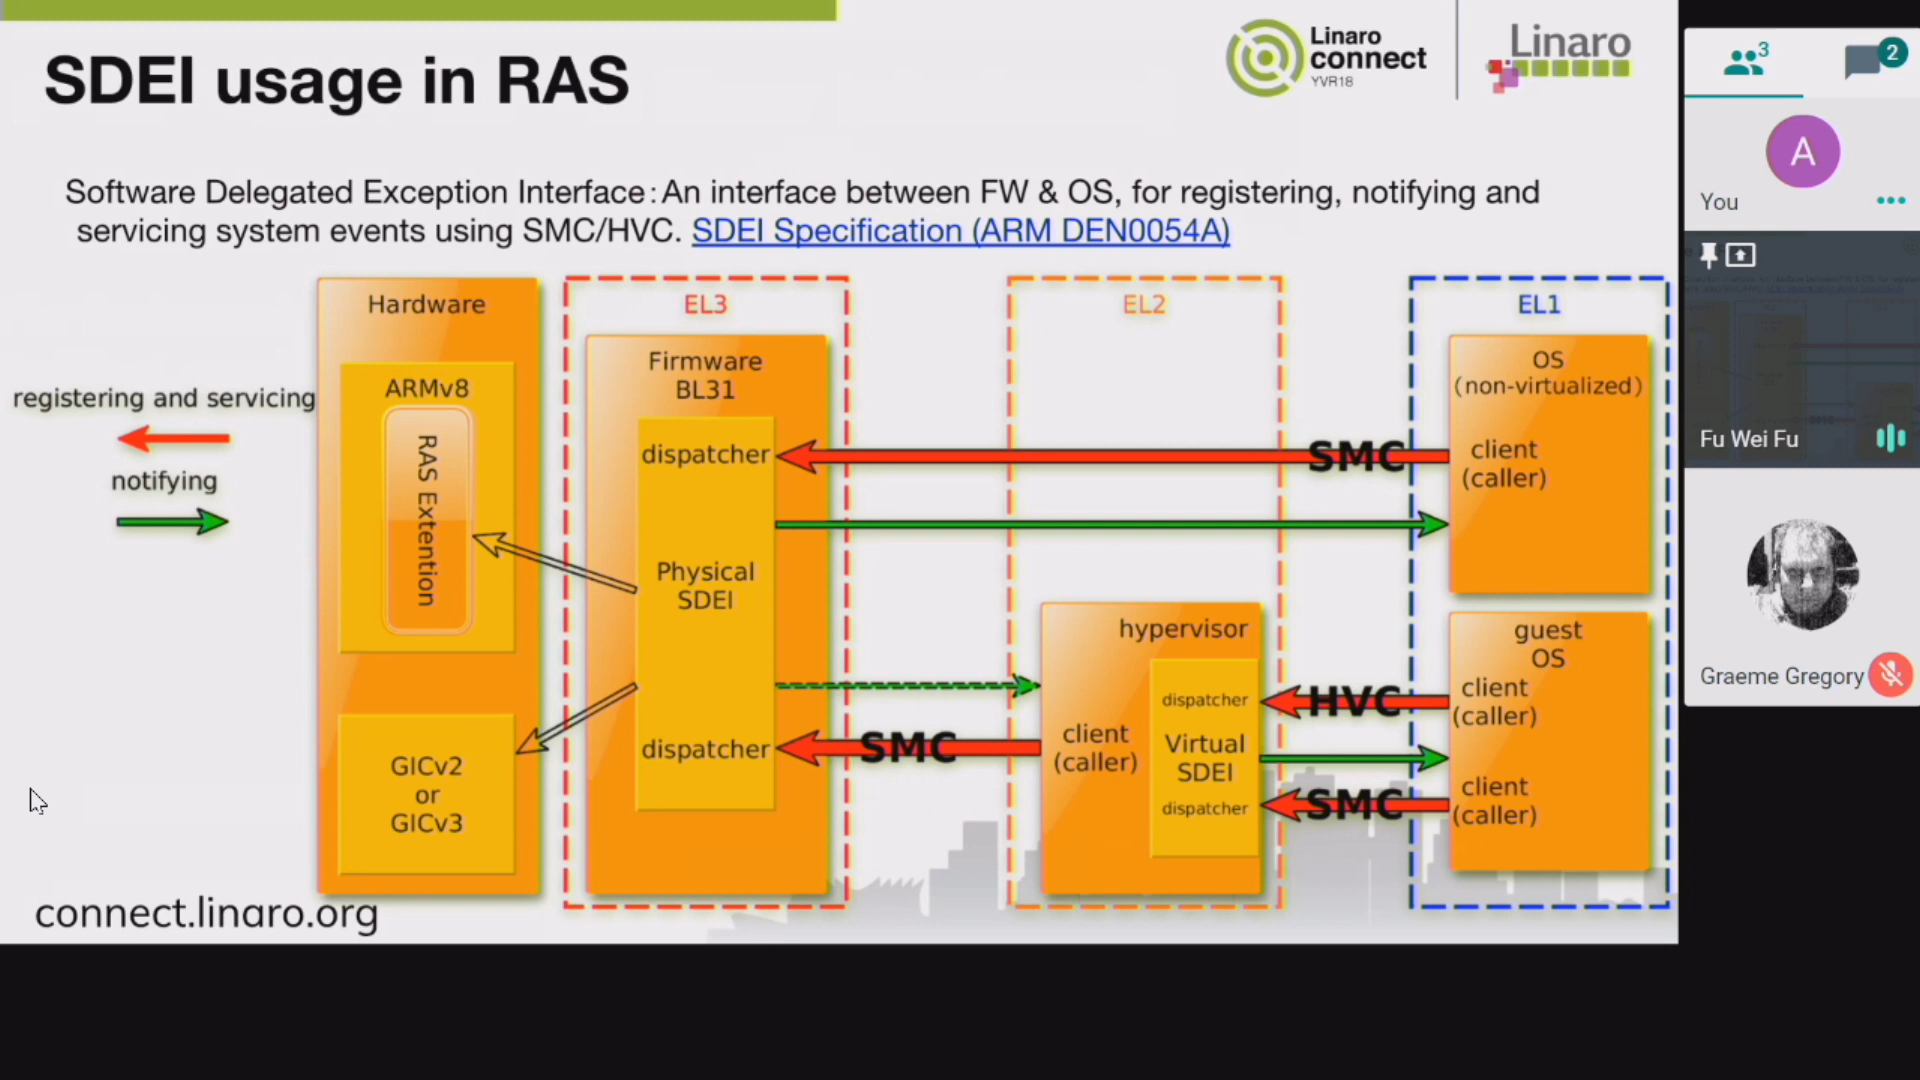 SDEI usage in RAS
Linaro
connect
YVR18
Linaro
Software Delegated Exception Interface: An interface between FW & OS, for registering, notifying and
servicing system events using SMC/HVC. SDEI Specification (ARM DEN0054A)
registering and servicing
notifying
Hardware
ARMv8
RAS Extention
GICv2
or
GICv3
EL3
Firmware
BL31
dispatcher
Physical
SDEI
dispatcher
EL2
hypervisor
client
(caller)
dispatcher
Virtual
SDEI
dispatcher
SMC
SMC
HVC
SMC
EL1
OS
(non-virtualized)
client
(caller)
guest
OS
client
(caller)
client
(caller)
connect.linaro.org
3
2
A
You
Fu Wei Fu
Graeme Gregory